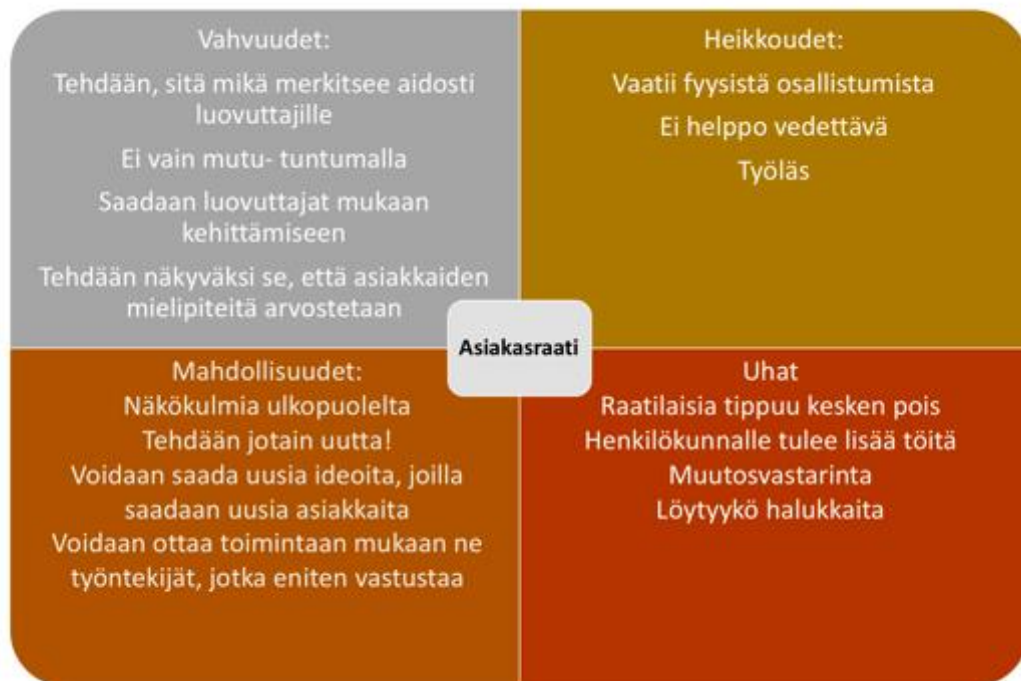 Vahvuudet:
Tehdään, sitä mikä merkitsee aidosti
luovuttajille
Ei vain mutu- tuntumalla
Saadaan luovuttajat mukaan
kehittämiseen
Tehdään näkyväksi se, että asiakkaiden
mielipiteitä arvostetaan
Heikkoudet:
Vaatii fyysistä osallistumista
Ei helppo vedettävä
Työläs
Asiakasraati
Mahdollisuudet:
Näkökulmia ulkopuolelta
Tehdään jotain uutta!
Voidaan saada uusia ideoita, joilla
saadaan uusia asiakkaita
Voidaan ottaa toimintaan mukaan ne
työntekijät, jotka eniten vastustaa
Uhat
Raatilaisia tippuu kesken pois
Henkilökunnalle tulee lisää töitä
Muutosvastarinta
Löytyykö halukkaita